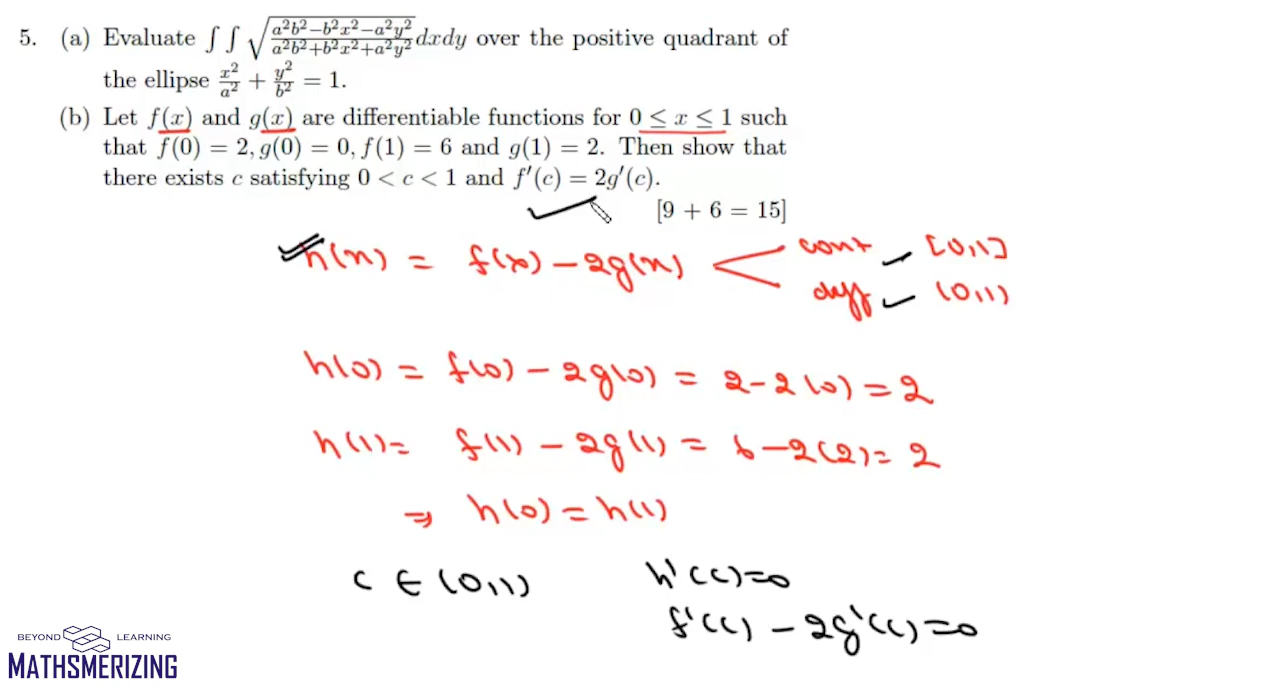 5. (a) Evaluate ∫ ∫ √((a²b²−b²x²−a²y²)/(a²b²+b²x²+a²y²)) dxdy over the positive quadrant of
the ellipse x²/a² + y²/b² = 1.
(b) Let f(x) and g(x) are differentiable functions for 0 ≤ x ≤ 1 such
that f(0) = 2, g(0) = 0, f(1) = 6 and g(1) = 2. Then show that
there exists c satisfying 0 < c < 1 and f′(c) = 2g′(c).
[9 + 6 = 15]
h(x) = f(x) − 2g(x) < cont [0,1]
diff (0,1)
h(0) = f(0) − 2g(0) = 2 − 2(0) = 2
h(1) = f(1) − 2g(1) = 6 − 2(2) = 2
⇒ h(0) = h(1)
c ∈ (0,1) h'(c) = 0
f'(c) − 2g'(c) = 0
BEYOND LEARNING
MATHSMERIZING